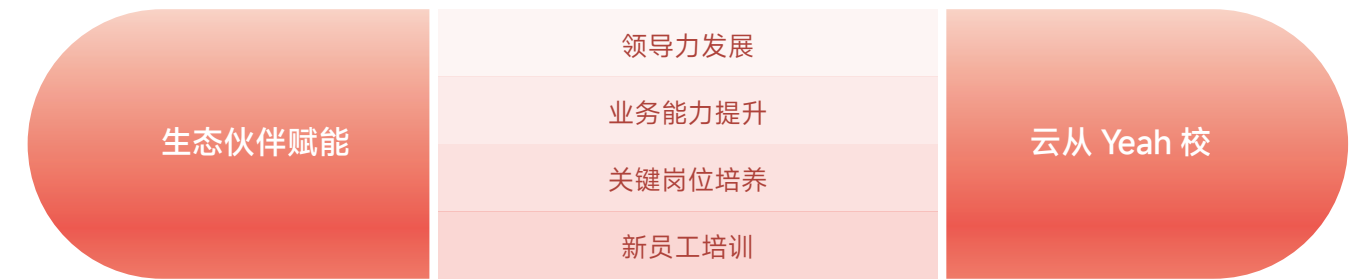 生态伙伴赋能
领导力发展
业务能力提升
关键岗位培养
新员工培训
云从 Yeah 校